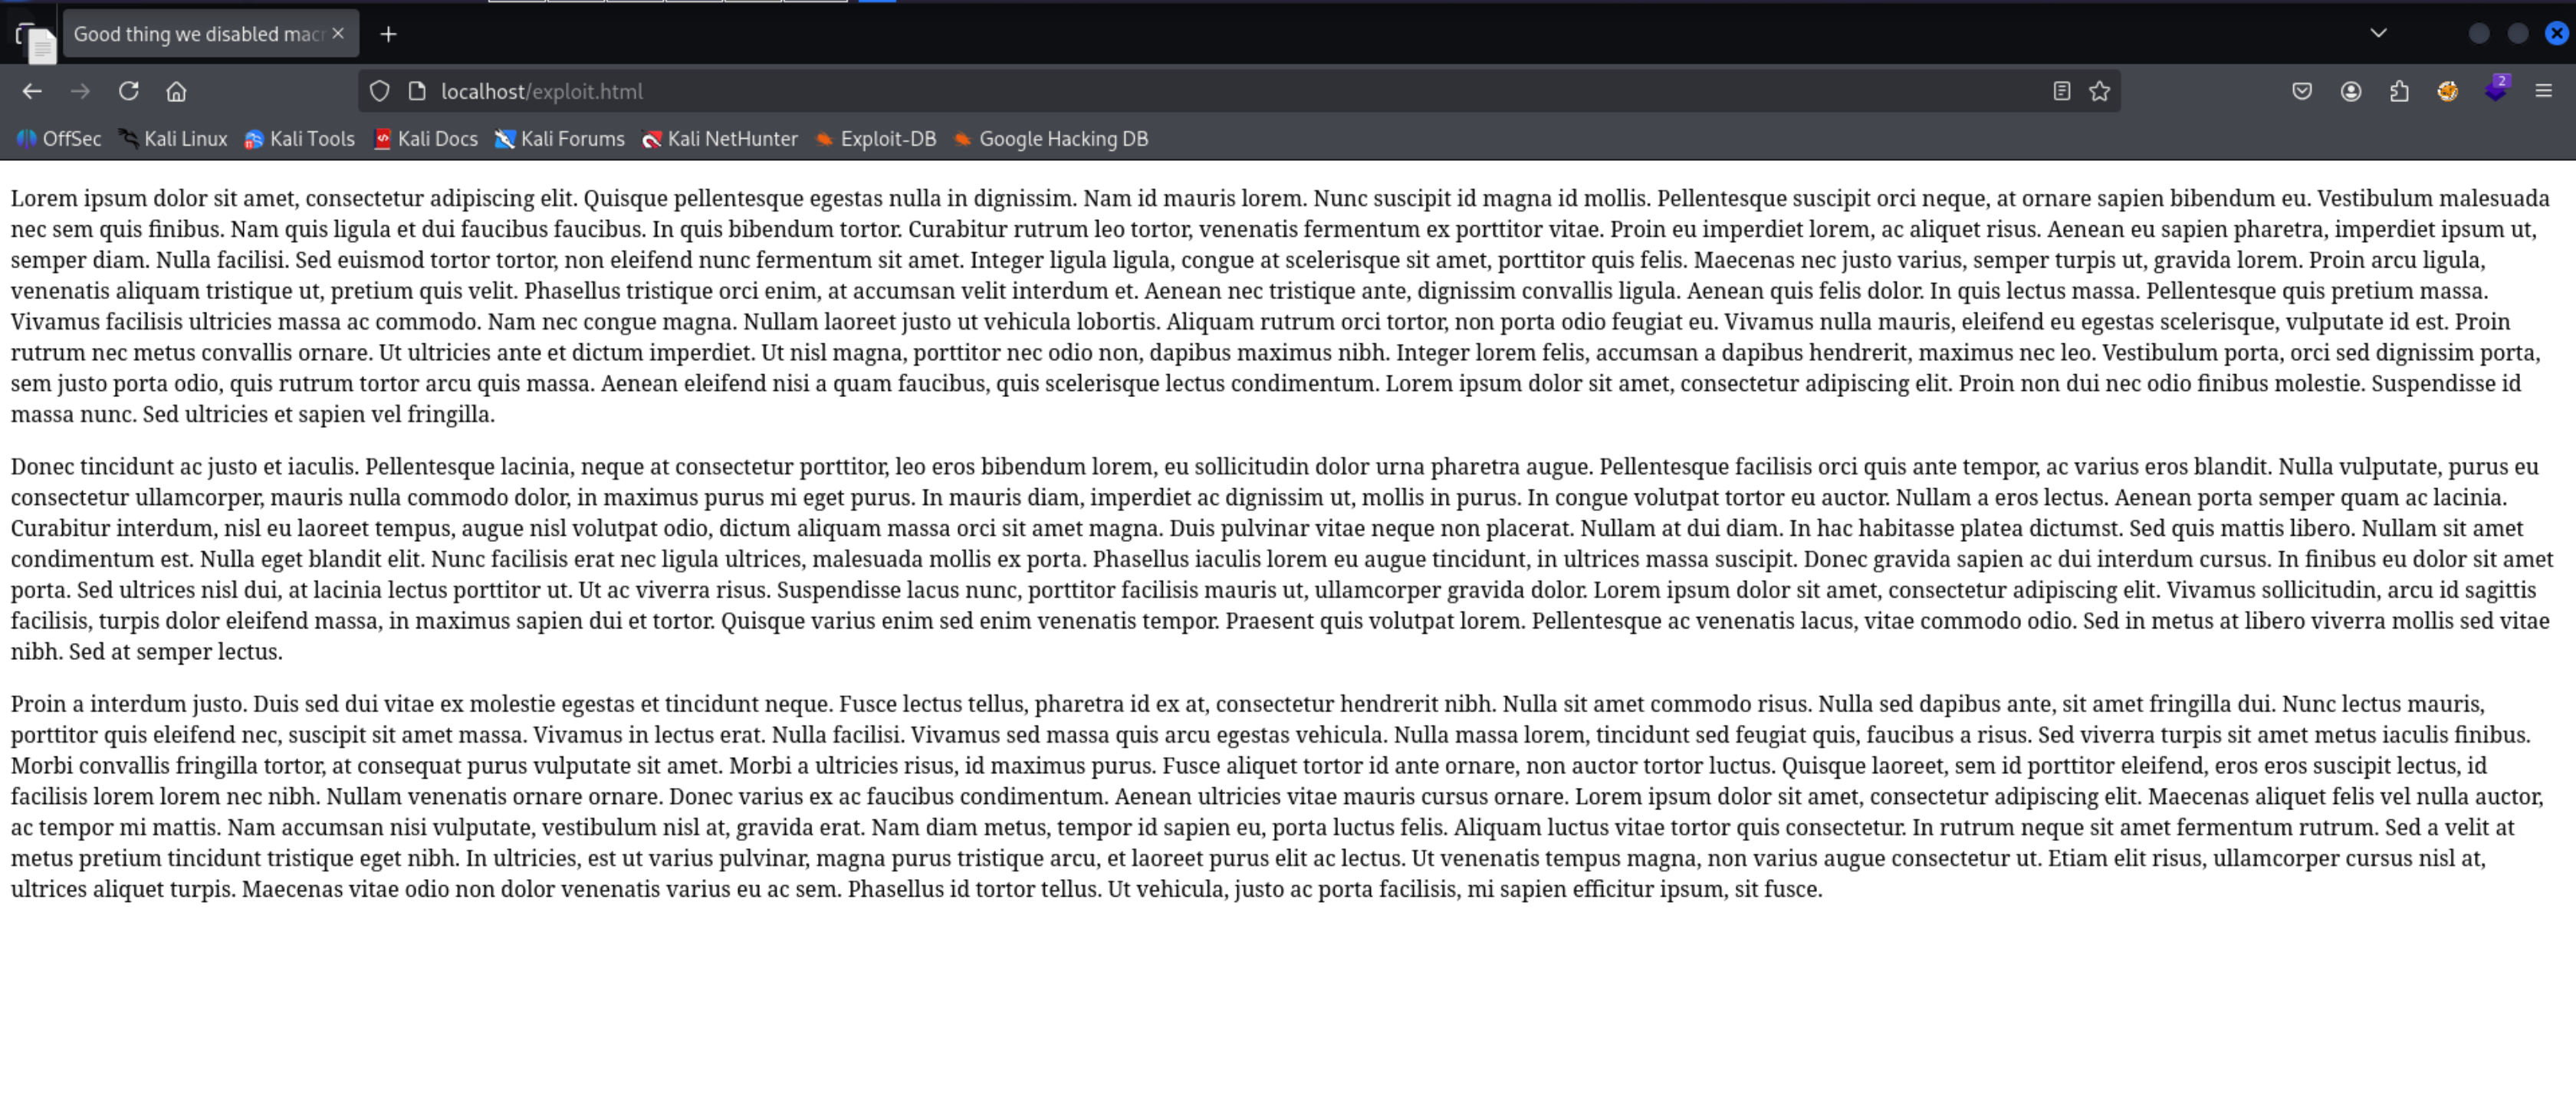 Good thing we disabled mac
localhost/exploit.html
2
OffSec Kali Linux Kali Tools Kali Docs Kali Forums Kali NetHunter Exploit-DB Google Hacking DB
Lorem ipsum dolor sit amet, consectetur adipiscing elit. Quisque pellentesque egestas nulla in dignissim. Nam id mauris lorem. Nunc suscipit id magna id mollis. Pellentesque suscipit orci neque, at ornare sapien bibendum eu. Vestibulum malesuada
nec sem quis finibus. Nam quis ligula et dui faucibus faucibus. In quis bibendum tortor. Curabitur rutrum leo tortor, venenatis fermentum ex porttitor vitae. Proin eu imperdiet lorem, ac aliquet risus. Aenean eu sapien pharetra, imperdiet ipsum ut,
semper diam. Nulla facilisi. Sed euismod tortor tortor, non eleifend nunc fermentum sit amet. Integer ligula ligula, congue at scelerisque sit amet, porttitor quis felis. Maecenas nec justo varius, semper turpis ut, gravida lorem. Proin arcu ligula,
venenatis aliquam tristique ut, pretium quis velit. Phasellus tristique orci enim, at accumsan velit interdum et. Aenean nec tristique ante, dignissim convallis ligula. Aenean quis felis dolor. In quis lectus massa. Pellentesque quis pretium massa.
Vivamus facilisis ultricies massa ac commodo. Nam nec congue magna. Nullam laoreet justo ut vehicula lobortis. Aliquam rutrum orci tortor, non porta odio feugiat eu. Vivamus nulla mauris, eleifend eu egestas scelerisque, vulputate id est. Proin
rutrum nec metus convallis ornare. Ut ultricies ante et dictum imperdiet. Ut nisl magna, porttitor nec odio non, dapibus maximus nibh. Integer lorem felis, accumsan a dapibus hendrerit, maximus nec leo. Vestibulum porta, orci sed dignissim porta,
sem justo porta odio, quis rutrum tortor arcu quis massa. Aenean eleifend nisi a quam faucibus, quis scelerisque lectus condimentum. Lorem ipsum dolor sit amet, consectetur adipiscing elit. Proin non dui nec odio finibus molestie. Suspendisse id
massa nunc. Sed ultricies et sapien vel fringilla.
Donec tincidunt ac justo et iaculis. Pellentesque lacinia, neque at consectetur porttitor, leo eros bibendum lorem, eu sollicitudin dolor urna pharetra augue. Pellentesque facilisis orci quis ante tempor, ac varius eros blandit. Nulla vulputate, purus eu
consectetur ullamcorper, mauris nulla commodo dolor, in maximus purus mi eget purus. In mauris diam, imperdiet ac dignissim ut, mollis in purus. In congue volutpat tortor eu auctor. Nullam a eros lectus. Aenean porta semper quam ac lacinia.
Curabitur interdum, nisl eu laoreet tempus, augue nisl volutpat odio, dictum aliquam massa orci sit amet magna. Duis pulvinar vitae neque non placerat. Nullam at dui diam. In hac habitasse platea dictumst. Sed quis mattis libero. Nullam sit amet
condimentum est. Nulla eget blandit elit. Nunc facilisis erat nec ligula ultrices, malesuada mollis ex porta. Phasellus iaculis lorem eu augue tincidunt, in ultrices massa suscipit. Donec gravida sapien ac dui interdum cursus. In finibus eu dolor sit amet
porta. Sed ultrices nisl dui, at lacinia lectus porttitor ut. Ut ac viverra risus. Suspendisse lacus nunc, porttitor facilisis mauris ut, ullamcorper gravida dolor. Lorem ipsum dolor sit amet, consectetur adipiscing elit. Vivamus sollicitudin, arcu id sagittis
facilisis, turpis dolor eleifend massa, in maximus sapien dui et tortor. Quisque varius enim sed enim venenatis tempor. Praesent quis volutpat lorem. Pellentesque ac venenatis lacus, vitae commodo odio. Sed in metus at libero viverra mollis sed vitae
nibh. Sed at semper lectus.
Proin a interdum justo. Duis sed dui vitae ex molestie egestas et tincidunt neque. Fusce lectus tellus, pharetra id ex at, consectetur hendrerit nibh. Nulla sit amet commodo risus. Nulla sed dapibus ante, sit amet fringilla dui. Nunc lectus mauris,
porttitor quis eleifend nec, suscipit sit amet massa. Vivamus in lectus erat. Nulla facilisi. Vivamus sed massa quis arcu egestas vehicula. Nulla massa lorem, tincidunt sed feugiat quis, faucibus a risus. Sed viverra turpis sit amet metus iaculis finibus.
Morbi convallis fringilla tortor, at consequat purus vulputate sit amet. Morbi a ultricies risus, id maximus purus. Fusce aliquet tortor id ante ornare, non auctor tortor luctus. Quisque laoreet, sem id porttitor eleifend, eros eros suscipit lectus, id
facilisis lorem lorem nec nibh. Nullam venenatis ornare ornare. Donec varius ex ac faucibus condimentum. Aenean ultricies vitae mauris cursus ornare. Lorem ipsum dolor sit amet, consectetur adipiscing elit. Maecenas aliquet felis vel nulla auctor,
ac tempor mi mattis. Nam accumsan nisi vulputate, vestibulum nisl at, gravida erat. Nam diam metus, tempor id sapien eu, porta luctus felis. Aliquam luctus vitae tortor quis consectetur. In rutrum neque sit amet fermentum rutrum. Sed a velit at
metus pretium tincidunt tristique eget nibh. In ultricies, est ut varius pulvinar, magna purus tristique arcu, et laoreet purus elit ac lectus. Ut venenatis tempus magna, non varius augue consectetur ut. Etiam elit risus, ullamcorper cursus nisl at,
ultrices aliquet turpis. Maecenas vitae odio non dolor venenatis varius eu ac sem. Phasellus id tortor tellus. Ut vehicula, justo ac porta facilisis, mi sapien efficitur ipsum, sit fusce.